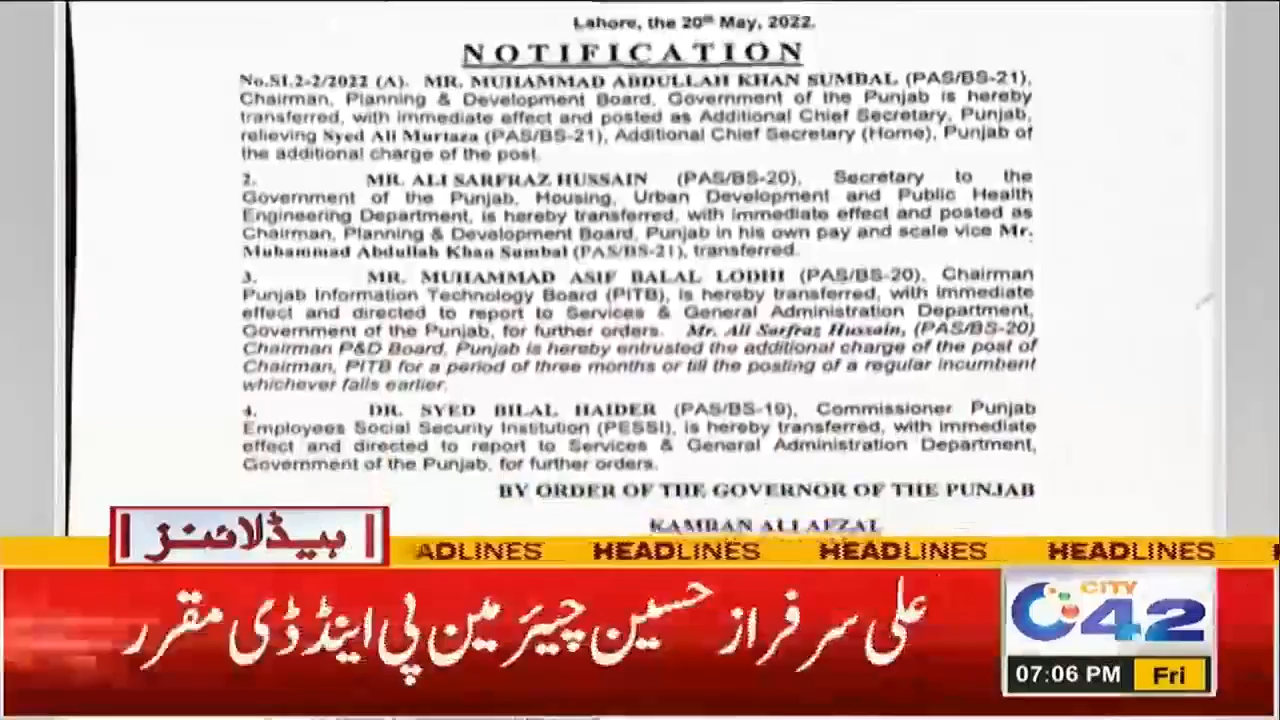 Lahore, the 20th May, 2022.
NOTIFICATION
No.SI.2-2/2022 (A). MR. MUHAMMAD ABDULLAH KHAN SUMBAL (PAS/BS-21),
Chairman, Planning & Development Board, Government of the Punjab is hereby
transferred, with immediate effect and posted as Additional Chief Secretary, Punjab,
relieving Syed Ali Murtaza (PAS/BS-21), Additional Chief Secretary (Home), Punjab of
the additional charge of the post.
2. MR. ALI SARFRAZ HUSSAIN (PAS/BS-20), Secretary to the
Government of the Punjab, Housing, Urban Development and Public Health
Engineering Department, is hereby transferred, with immediate effect and posted as
Chairman, Planning & Development Board, Punjab in his own pay and scale vice Mr.
Muhammad Abdullah Khan Sumbal (PAS/BS-21), transferred.
3. MR. MUHAMMAD ASIF BALAL LODHI (PAS/BS-20), Chairman
Punjab Information Technology Board (PITB), is hereby transferred, with immediate
effect and directed to report to Services & General Administration Department,
Government of the Punjab, for further orders. Mr. Ali Sarfraz Hussain, (PAS/BS-20)
Chairman P&D Board, Punjab is hereby entrusted the additional charge of the post of
Chairman, PITB for a period of three months or till the posting of a regular incumbent
whichever falls earlier.
4. DR. SYED BILAL HAIDER (PAS/BS-19), Commissioner Punjab
Employees Social Security Institution (PESSI), is hereby transferred, with immediate
effect and directed to report to Services & General Administration Department,
Government of the Punjab, for further orders.
BY ORDER OF THE GOVERNOR OF THE PUNJAB
KAMRAN ALI AFZAL
ہیڈلائنز
ADLINES HEADLINES HEADLINES HEADLINES
علی سرفراز حسین چیئرمین پی اینڈ ڈی مقرر
CITY
42
07:06 PM Fri